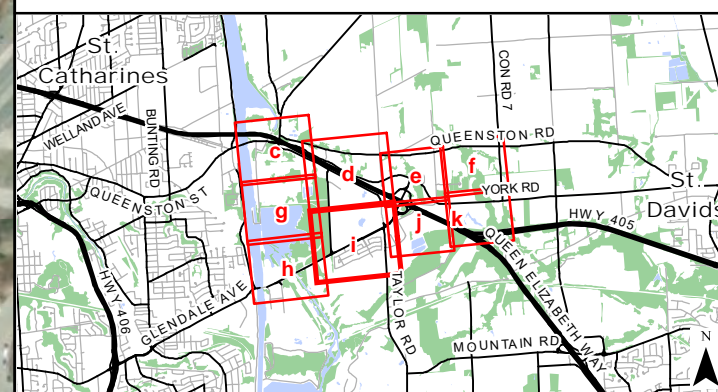 St.
Catharines
WELLAND AVE
BUNTING RD
CON RD 7
QUEENSTON RD
QUEENSTON ST
c
d
e
f
YORK RD
St.
Davids
g
k
HWY 405
i
j
h
HWY 406
GLENDALE AVE
TAYLOR RD
QUEEN ELIZABETH WAY
MOUNTAIN RD
N